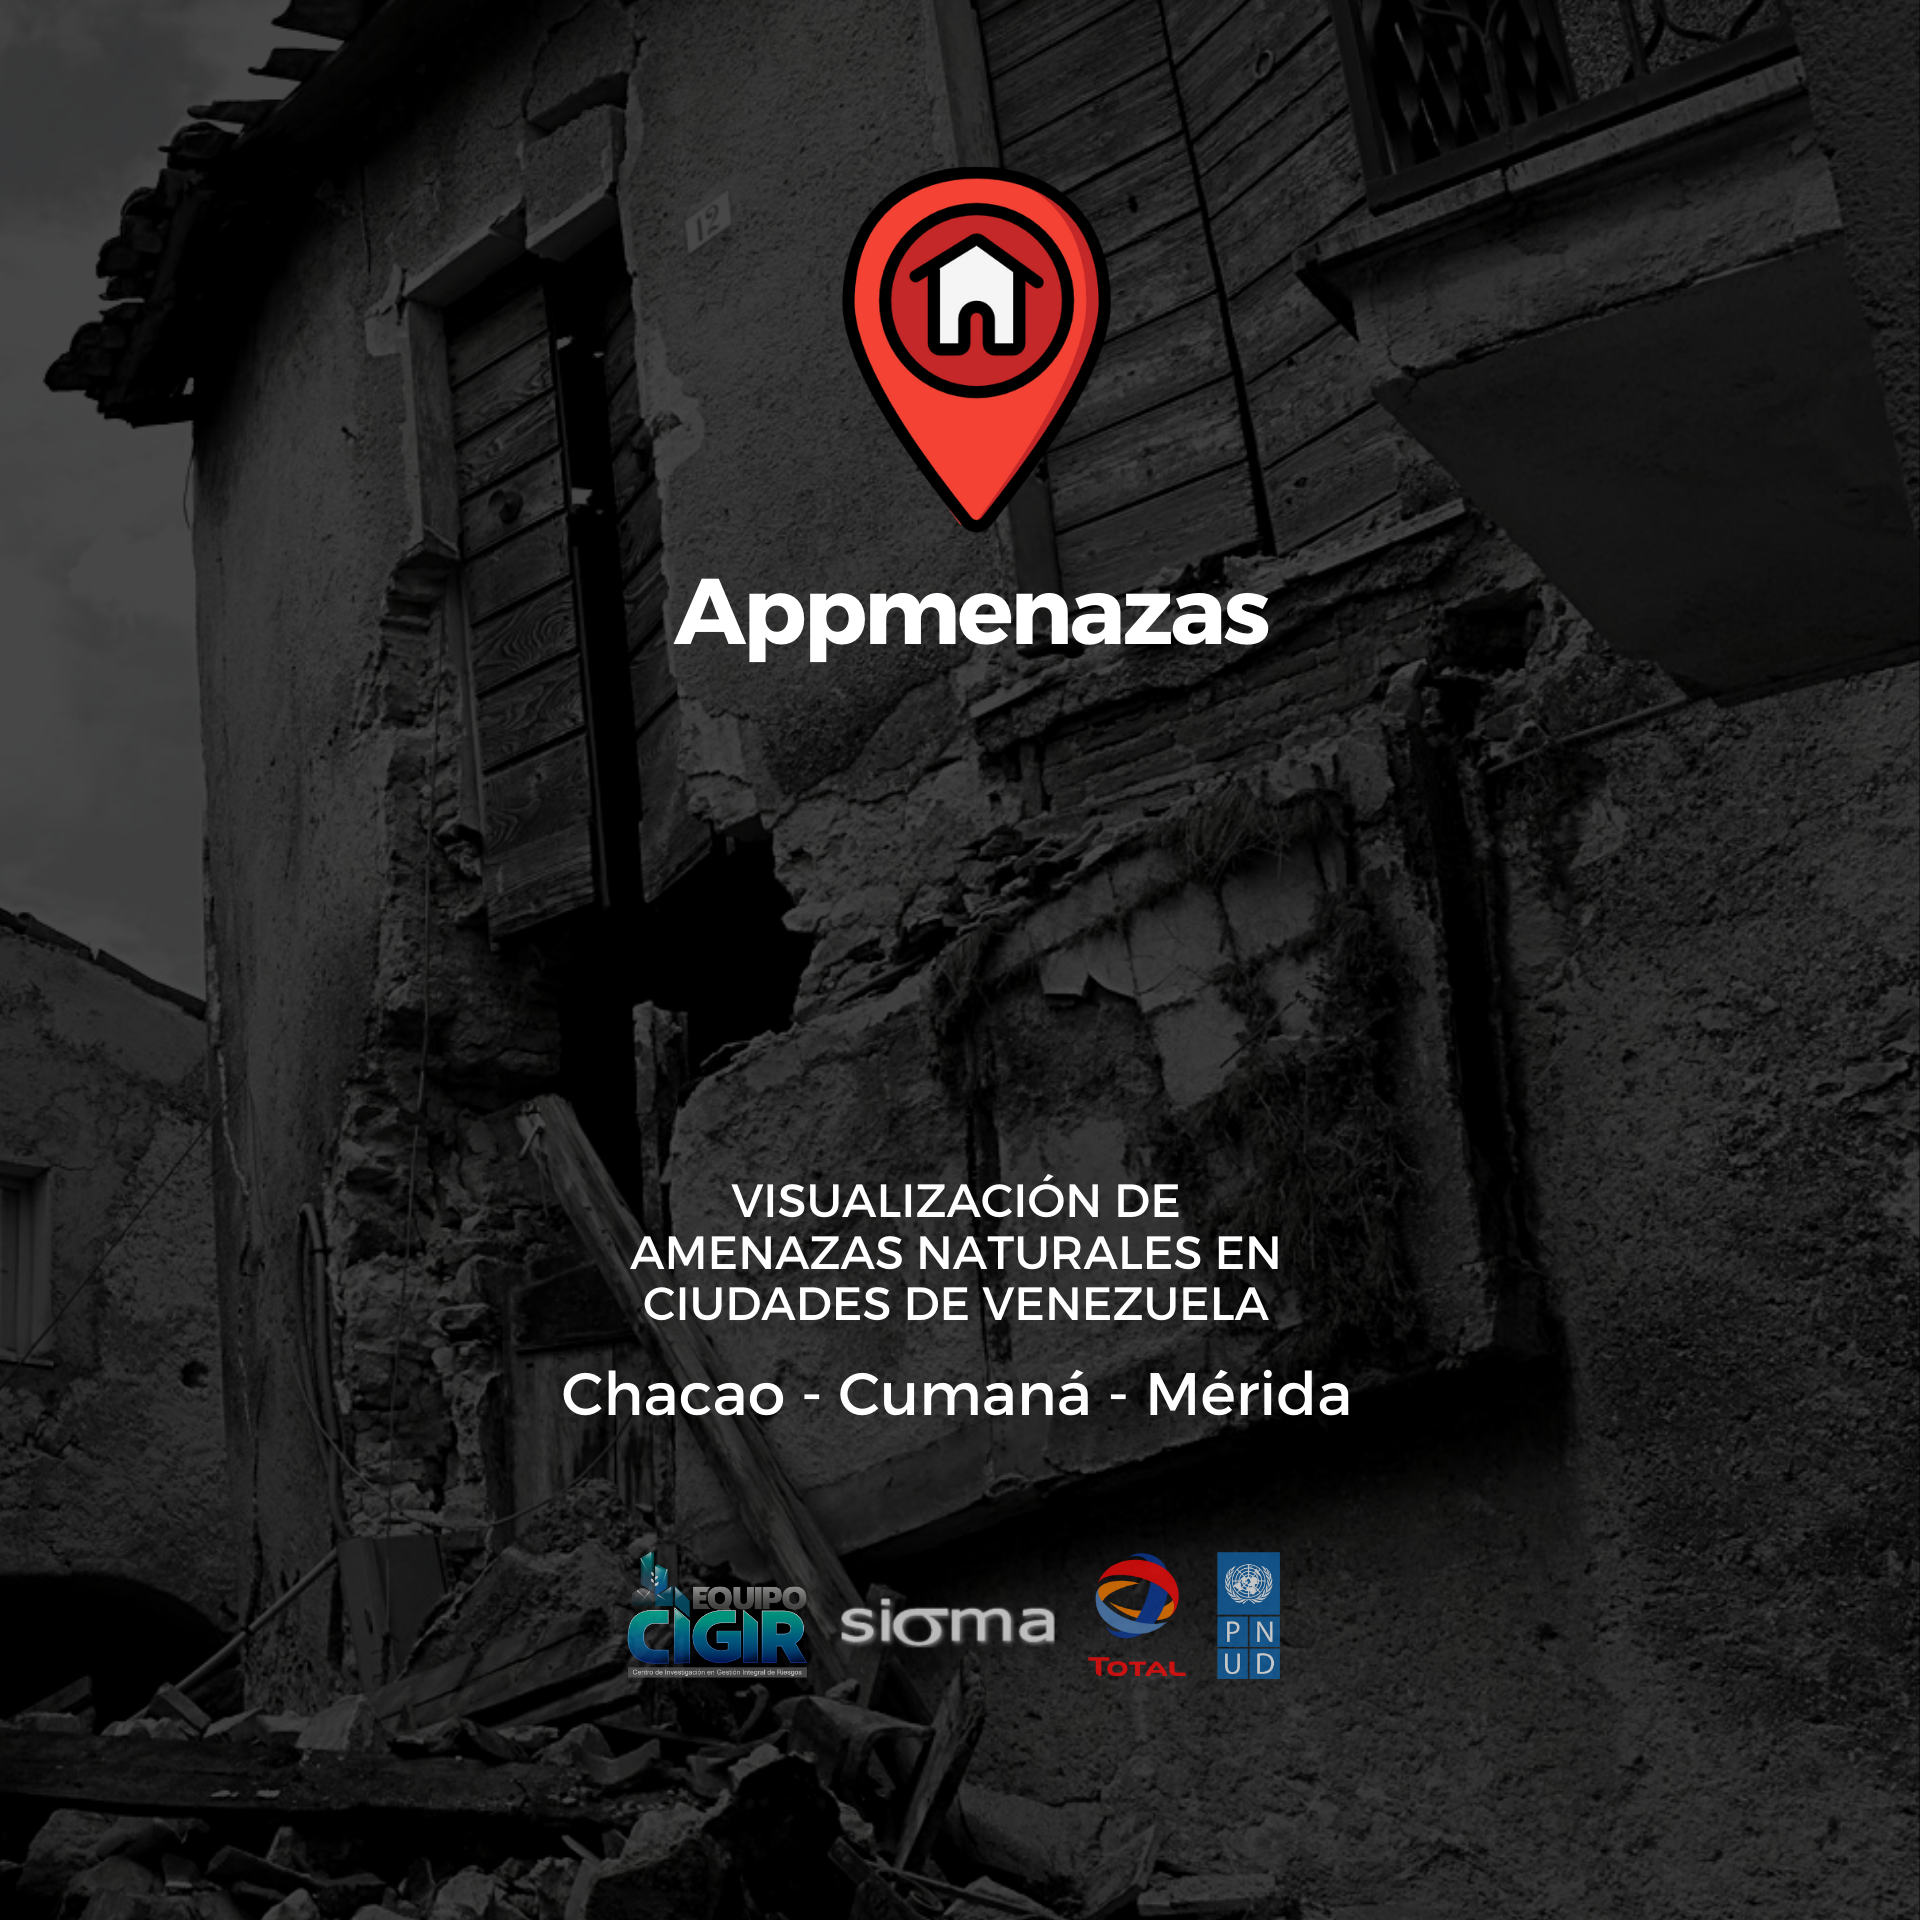 12
Appmenazas
VISUALIZACIÓN DE
AMENAZAS NATURALES EN
CIUDADES DE VENEZUELA
Chacao - Cumaná - Mérida
EQUIPO
CIGIR
Centro de Investigación en Gestión Integral de Riesgos
sigma
TOTAL
P N
U D